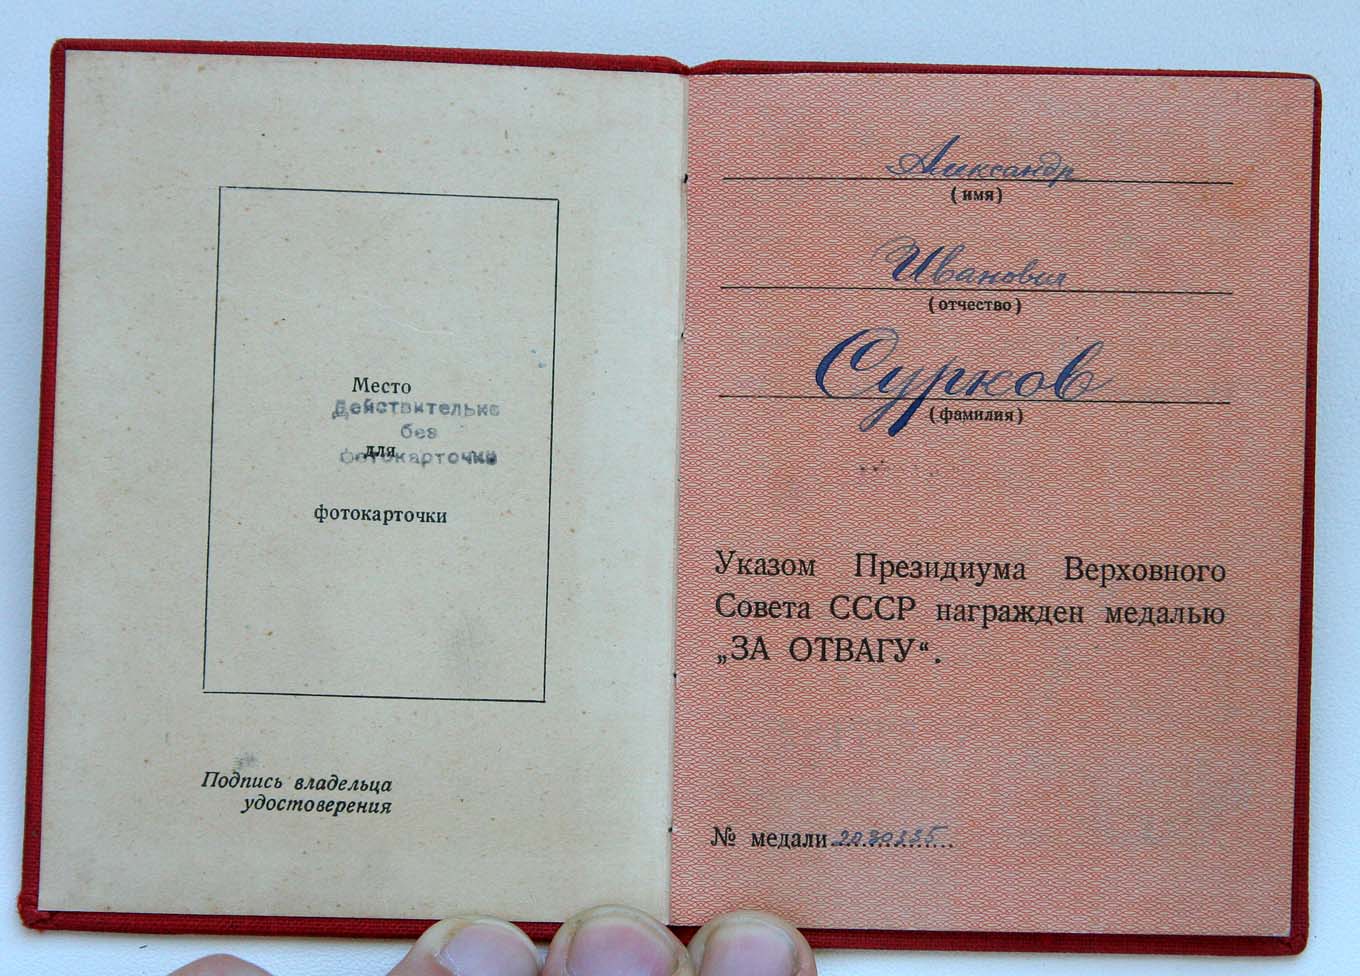 Место
Действительно
без
для
фотокарточки
фотокарточки
Подпись владельца
удостоверения
Александр
(имя)
Иванович
(отчество)
Сурков
(фамилия)
Указом Президиума Верховного
Совета СССР награжден медалью
„ЗА ОТВАГУ“.
№ медали